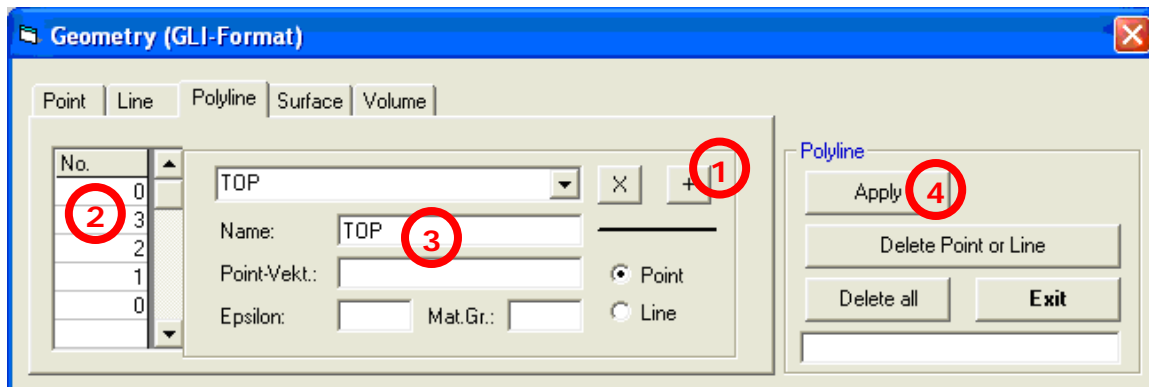 Geometry (GLI-Format)
Point Line Polyline Surface Volume
No.
0
3
2
1
0
2
TOP X + 1
Name: TOP 3
Point-Vekt.:
Epsilon: Mat.Gr.:
Point
Line
Polyline
Apply 4
Delete Point or Line
Delete all Exit